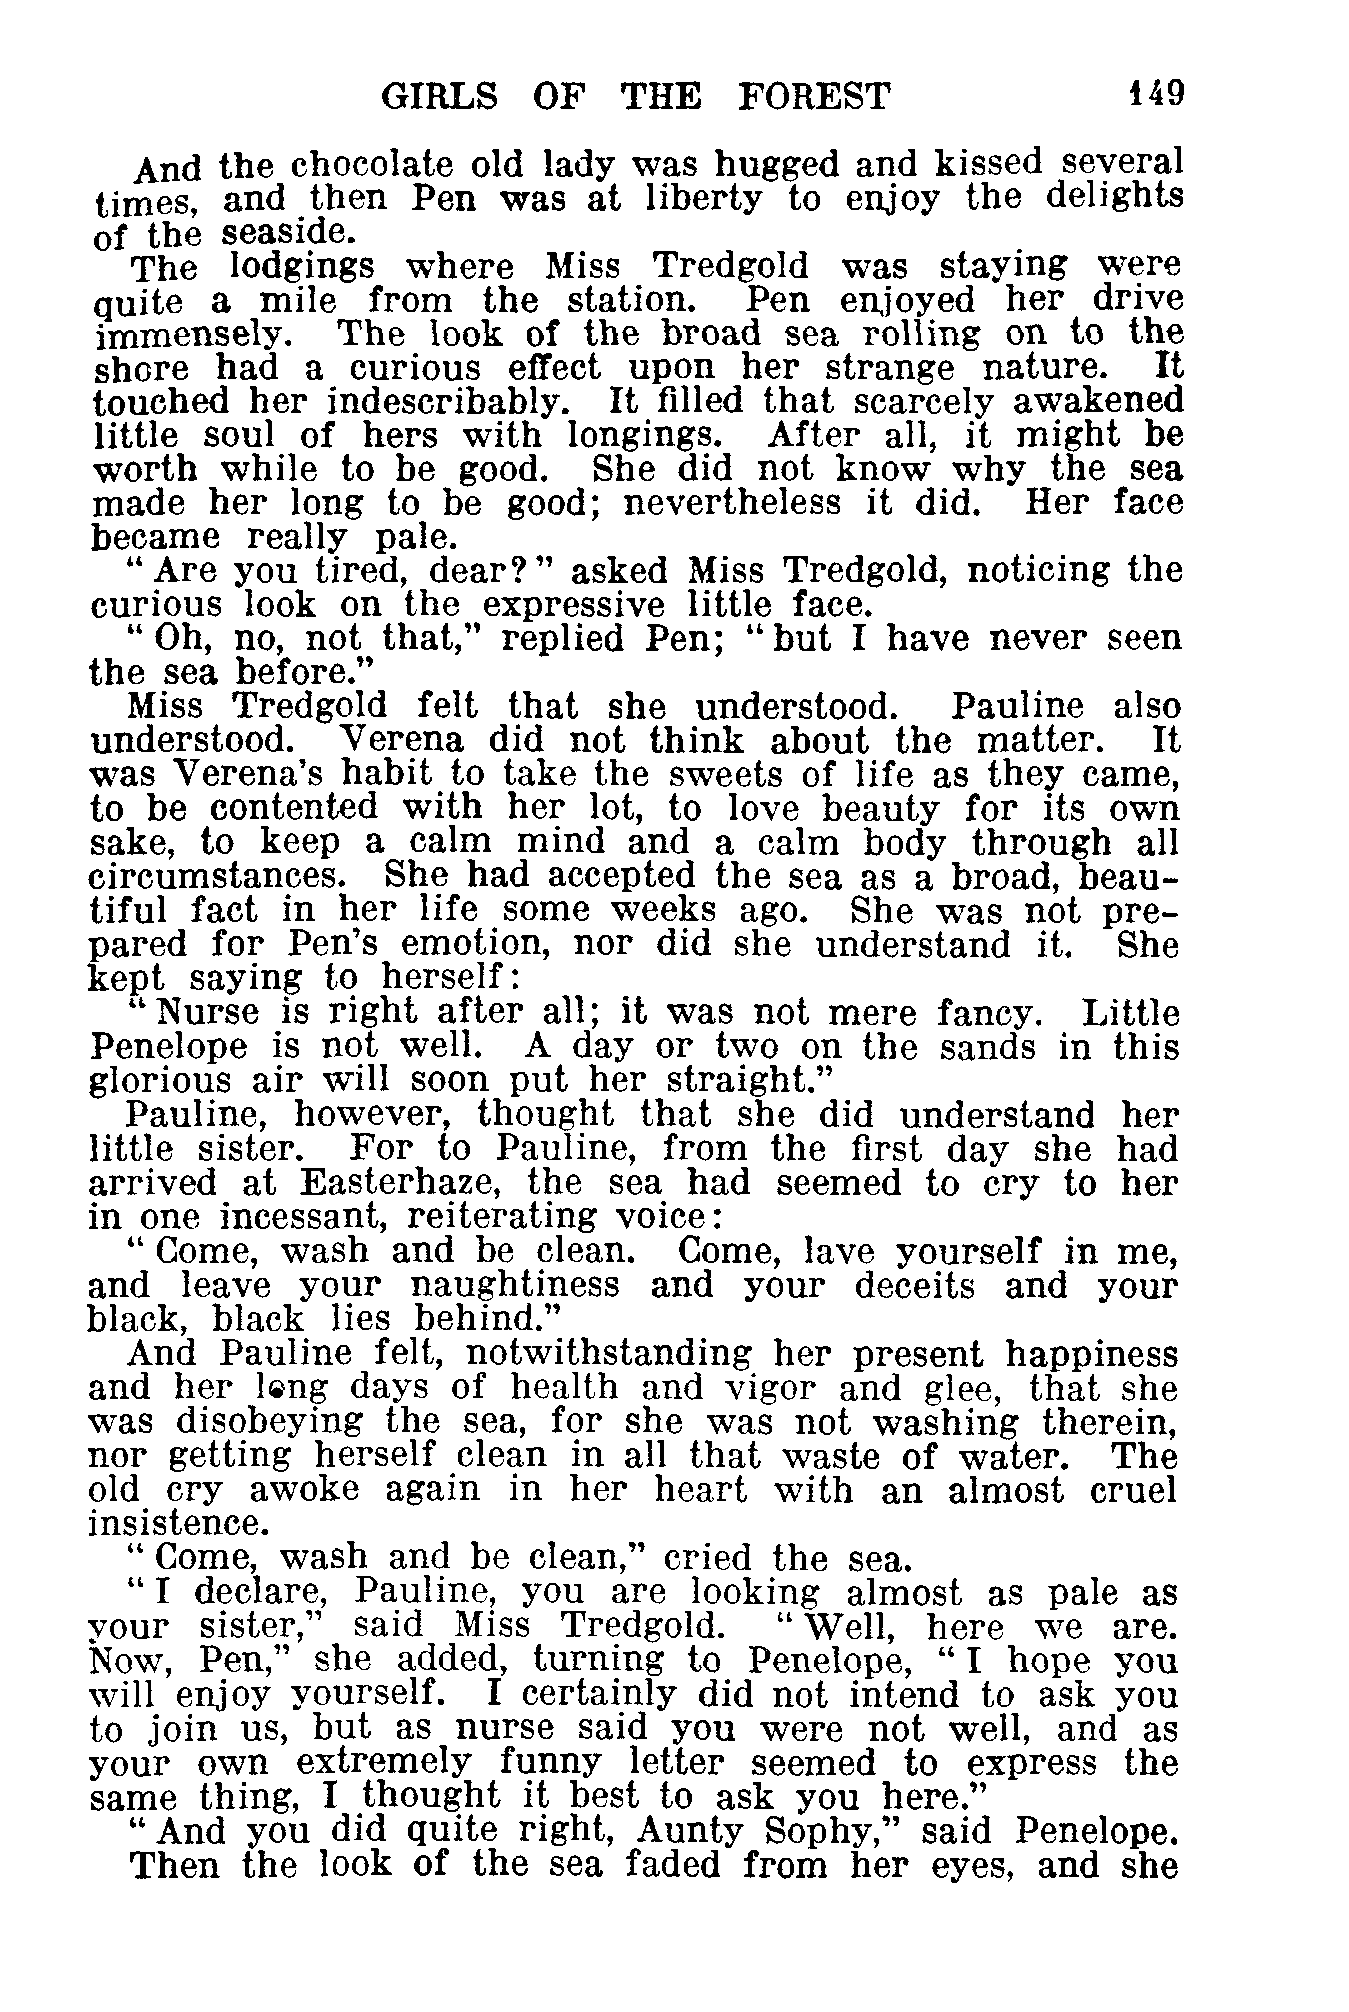 GIRLS OF THE FOREST 149
And the chocolate old lady was hugged and kissed several
times, and then Pen was at liberty to enjoy the delights
of the seaside.
The lodgings where Miss Tredgold was staying were
quite a mile from the station. Pen enjoyed her drive
immensely. The look of the broad sea rolling on to the
shore had a curious effect upon her strange nature. It
touched her indescribably. It filled that scarcely awakened
little soul of hers with longings. After all, it might be
worth while to be good. She did not know why the sea
made her long to be good; nevertheless it did. Her face
became really pale.
“Are you tired, dear?” asked Miss Tredgold, noticing the
curious look on the expressive little face.
“Oh, no, not that,” replied Pen; “but I have never seen
the sea before.”
Miss Tredgold felt that she understood. Pauline also
understood. Verena did not think about the matter. It
was Verena’s habit to take the sweets of life as they came,
to be contented with her lot, to love beauty for its own
sake, to keep a calm mind and a calm body through all
circumstances. She had accepted the sea as a broad, beau-
tiful fact in her life some weeks ago. She was not pre-
pared for Pen’s emotion, nor did she understand it. She
kept saying to herself:
“Nurse is right after all; it was not mere fancy. Little
Penelope is not well. A day or two on the sands in this
glorious air will soon put her straight.”
Pauline, however, thought that she did understand her
little sister. For to Pauline, from the first day she had
arrived at Easterhaze, the sea had seemed to cry to her
in one incessant, reiterating voice:
“Come, wash and be clean. Come, lave yourself in me,
and leave your naughtiness and your deceits and your
black, black lies behind.”
And Pauline felt, notwithstanding her present happiness
and her long days of health and vigor and glee, that she
was disobeying the sea, for she was not washing therein,
nor getting herself clean in all that waste of water. The
old cry awoke again in her heart with an almost cruel
insistence.
“Come, wash and be clean,” cried the sea.
“I declare, Pauline, you are looking almost as pale as
your sister,” said Miss Tredgold. “Well, here we are.
Now, Pen,” she added, turning to Penelope, “I hope you
will enjoy yourself. I certainly did not intend to ask you
to join us, but as nurse said you were not well, and as
your own extremely funny letter seemed to express the
same thing, I thought it best to ask you here.”
“And you did quite right, Aunty Sophy,” said Penelope.
Then the look of the sea faded from her eyes, and she